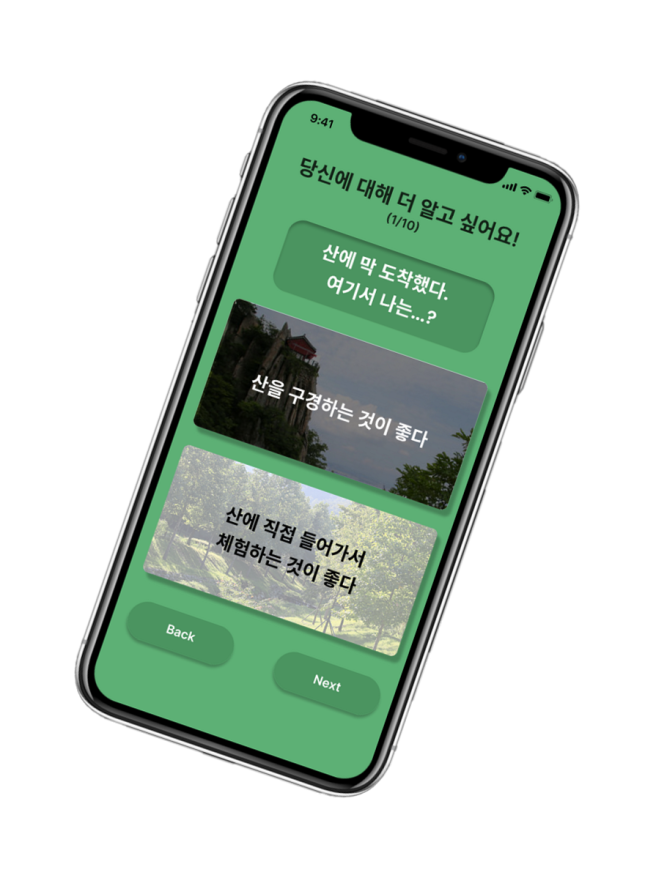 9:41
당신에 대해 더 알고 싶어요!
(1/10)
산에 막 도착했다.
여기서 나는...?
산을 구경하는 것이 좋다
산에 직접 들어가서
체험하는 것이 좋다
Back
Next